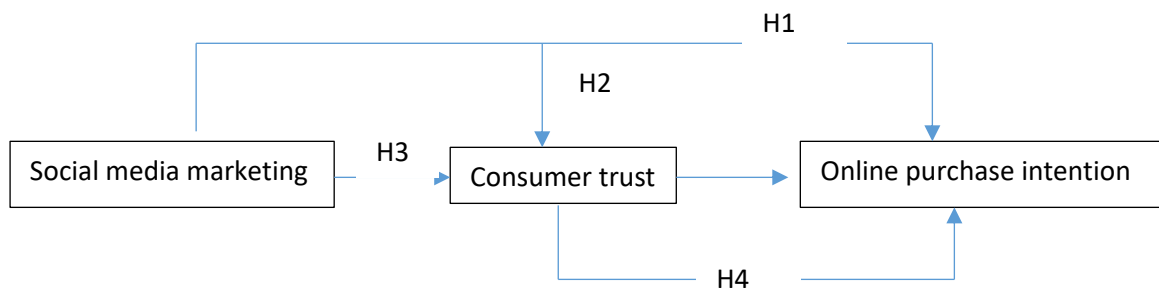 H1
H2
Social media marketing
H3
Consumer trust
Online purchase intention
H4